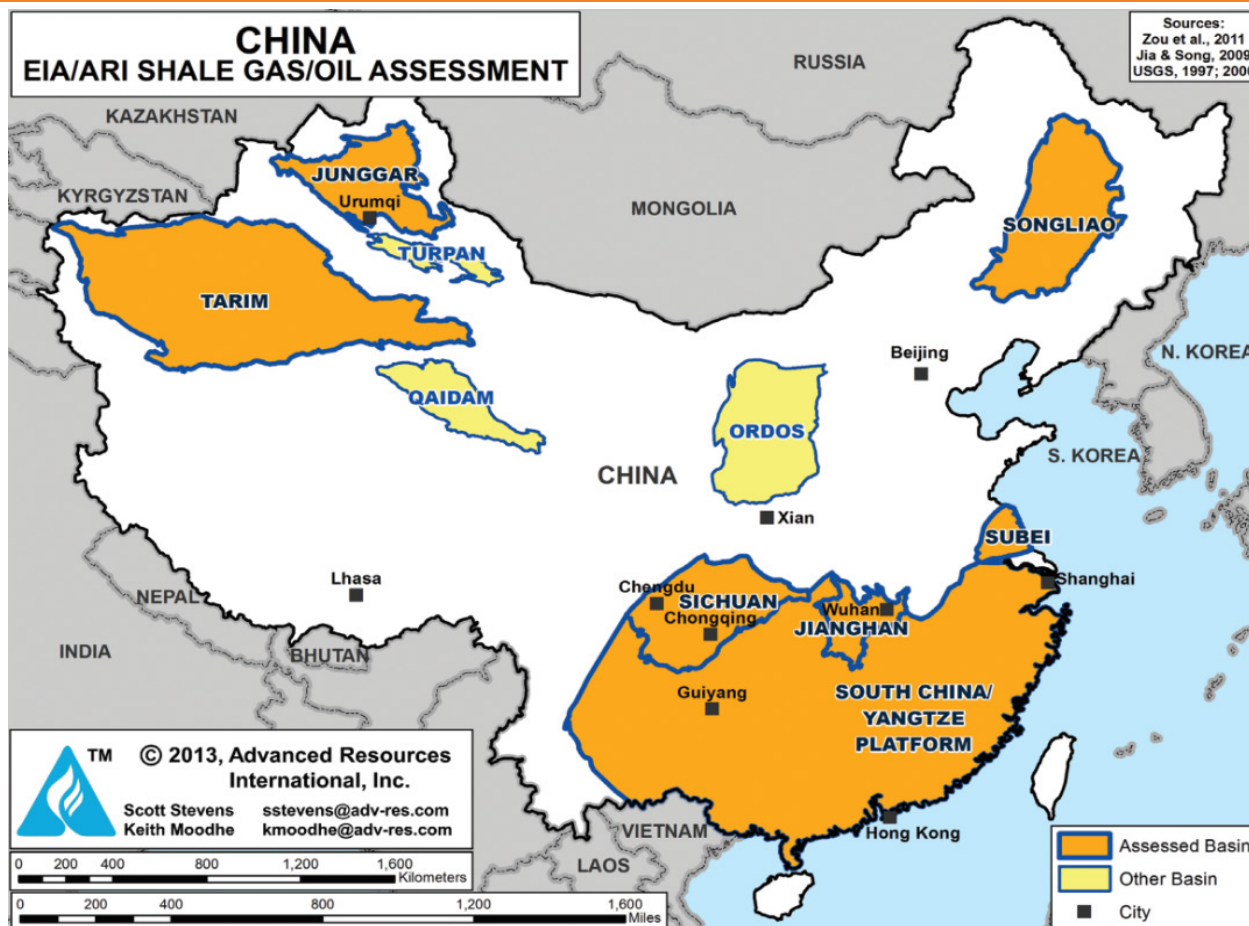 CHINA
EIA/ARI SHALE GAS/OIL ASSESSMENT
Sources:
Zou et al., 2011
Jia & Song, 2009
USGS, 1997; 2000
RUSSIA
KAZAKHSTAN
KYRGYZSTAN
MONGOLIA
JUNGGAR
Urumqi
TURPAN
TARIM
QAIDAM
SONGLIAO
Beijing
N. KOREA
S. KOREA
ORDOS
CHINA
Xian
SUBEI
Shanghai
Lhasa
NEPAL
BHUTAN
INDIA
Chengdu
SICHUAN
Chongqing
Wuhan
JIANGHAN
Guiyang
SOUTH CHINA/
YANGTZE
PLATFORM
Hong Kong
VIETNAM
LAOS
TM
© 2013, Advanced Resources
International, Inc.
Scott Stevens sstevens@adv-res.com
Keith Moodhe kmoodhe@adv-res.com
0 200 400 800 1,200 1,600
Kilometers
0 200 400 800 1,200 1,600
Miles
Assessed Basin
Other Basin
City